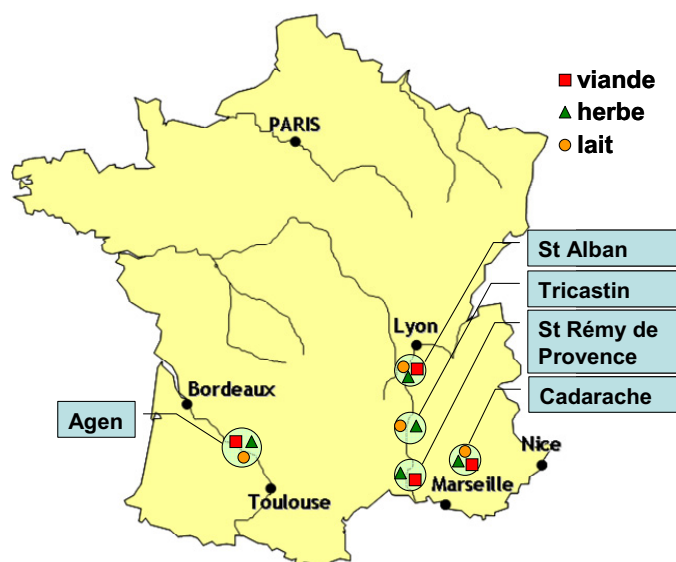 viande
herbe
lait
PARIS
St Alban
Tricastin
St Rémy de
Provence
Cadarache
Lyon
Bordeaux
Agen
Nice
Toulouse
Marseille